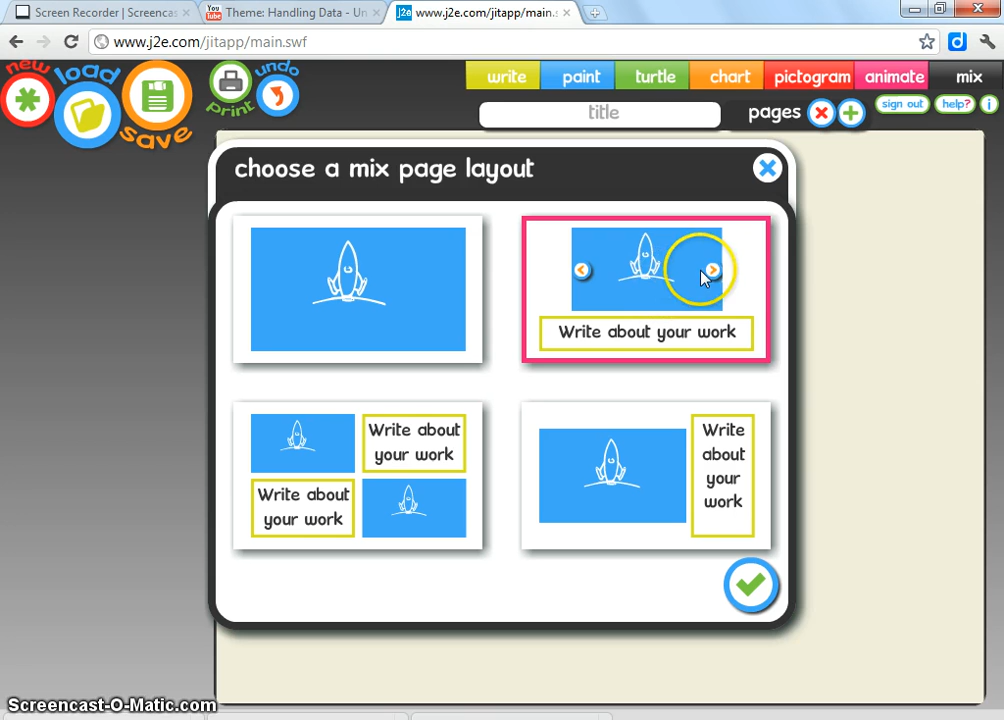 Screen Recorder | Screencas
Theme: Handling Data - Un
www.j2e.com/jitapp/main.s
www.j2e.com/jitapp/main.swf
new
load
save
print
undo
write
paint
turtle
chart
pictogram
animate
mix
title
pages
sign out
help?
i
choose a mix page layout
Write about your work
Write about
your work
Write about
your work
Write
about
your
work
Screencast-O-Matic.com